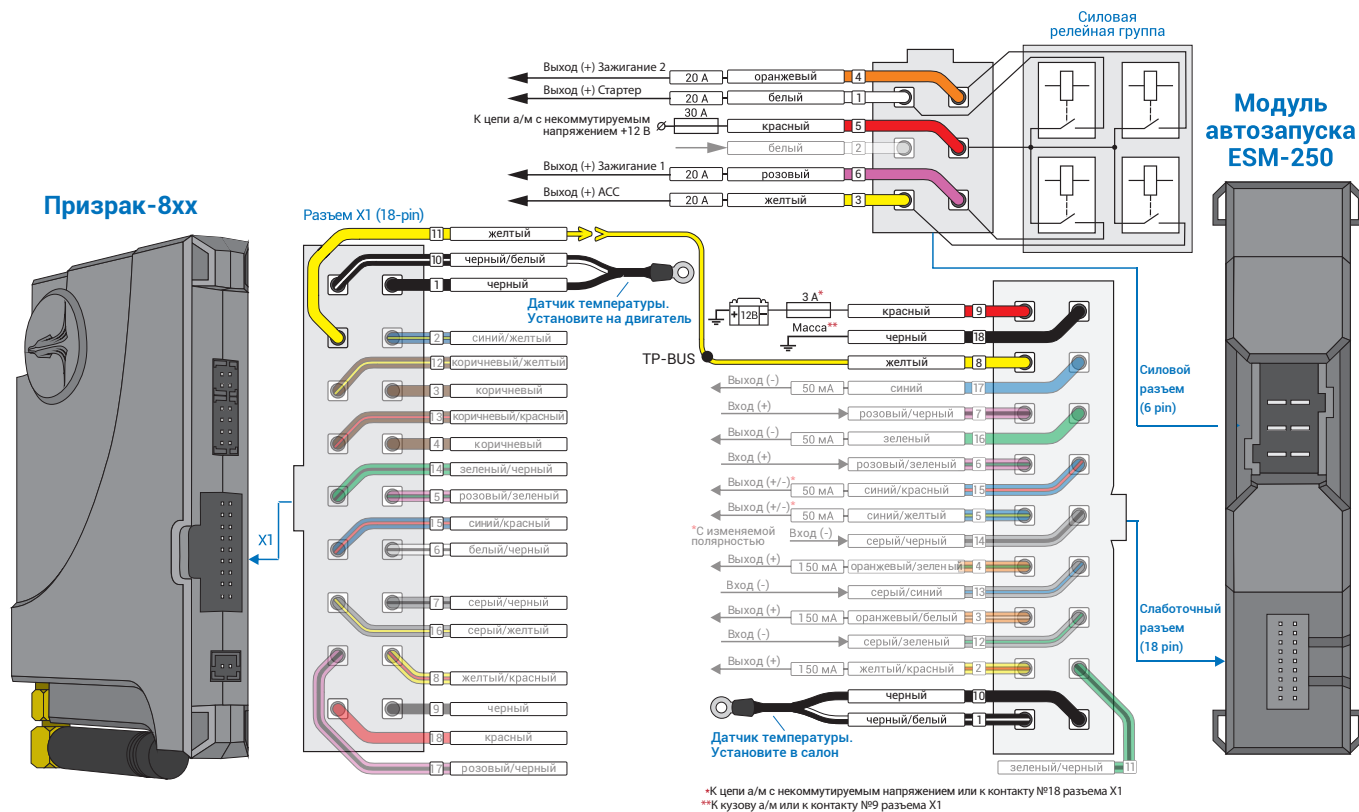 Силовая
релейная группа
Выход (+) Зажигание 2
20 А
оранжевый
4
Выход (+) Стартер
20 А
белый
1
К цепи а/м с некоммутируемым
напряжением +12 В
30 А
красный
5
белый
2
Выход (+) Зажигание 1
20 А
розовый
6
Выход (+) АСС
20 А
желтый
3
Модуль
автозапуска
ESM-250
Призрак-8xx
Разъем X1 (18-pin)
11
желтый
10
черный/белый
1
черный
Датчик температуры.
Установите на двигатель
2
синий/желтый
12
коричневый/желтый
3
коричневый
13
коричневый/красный
4
коричневый
14
зеленый/черный
5
розовый/зеленый
15
синий/красный
6
белый/черный
7
серый/черный
16
серый/желтый
8
желтый/красный
9
черный
18
красный
17
розовый/черный
X1
TP-BUS
+ 12В −
3 А*
красный
9
Масса**
черный
18
желтый
8
Выход (-)
50 мА
синий
17
Вход (+)
розовый/черный
7
Выход (-)
50 мА
зеленый
16
Вход (+)
розовый/зеленый
6
Выход (+/-)*
50 мА
синий/красный
15
Выход (+/-)*
50 мА
синий/желтый
5
*С изменяемой
полярностью
Вход (-)
серый/черный
14
Выход (+)
150 мА
оранжевый/зеленый
4
Вход (-)
серый/синий
13
Выход (+)
150 мА
оранжевый/белый
3
Вход (-)
серый/зеленый
12
Выход (+)
150 мА
желтый/красный
2
черный
10
черный/белый
1
Датчик температуры.
Установите в салон
зеленый/черный
11
Силовой
разъем
(6 pin)
Слаботочный
разъем
(18 pin)
*К цепи а/м с некоммутируемым напряжением или к контакту №18 разъема X1
**К кузову а/м или к контакту №9 разъема X1